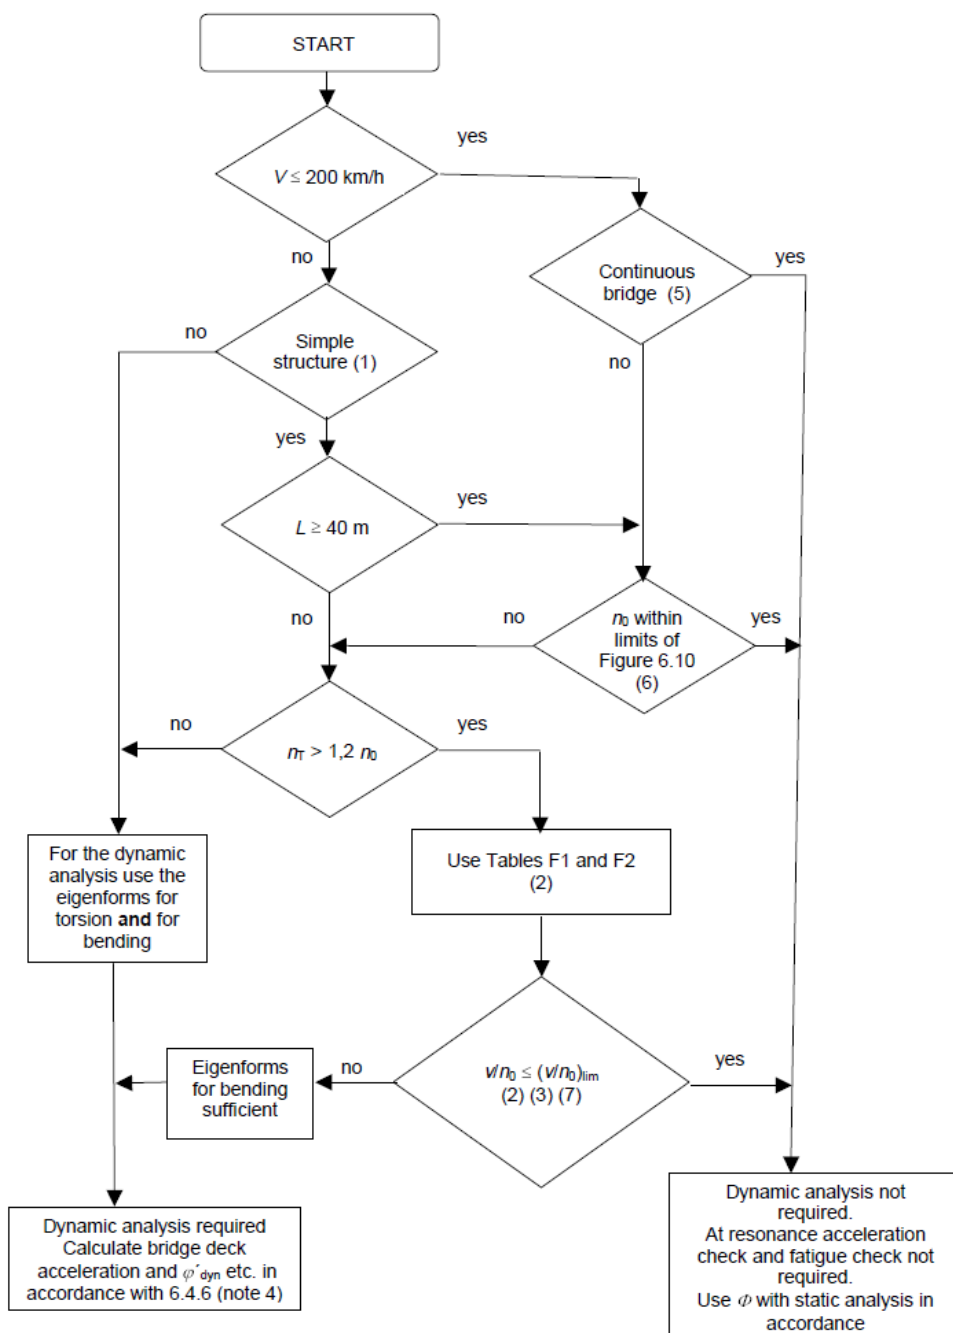 START
yes
V ≤ 200 km/h
no
yes
Continuous
bridge (5)
no
Simple
structure (1)
no
yes
yes
L ≥ 40 m
no
no
n₀ within
limits of
Figure 6.10
(6)
yes
no
yes
n_T > 1,2 n₀
For the dynamic
analysis use the
eigenforms for
torsion and for
bending
Use Tables F1 and F2
(2)
Eigenforms
for bending
sufficient
no
v/n₀ ≤ (v/n₀)lim
(2) (3) (7)
yes
Dynamic analysis required
Calculate bridge deck
acceleration and φ′dyn etc. in
accordance with 6.4.6 (note 4)
Dynamic analysis not
required.
At resonance acceleration
check and fatigue check not
required.
Use Φ with static analysis in
accordance